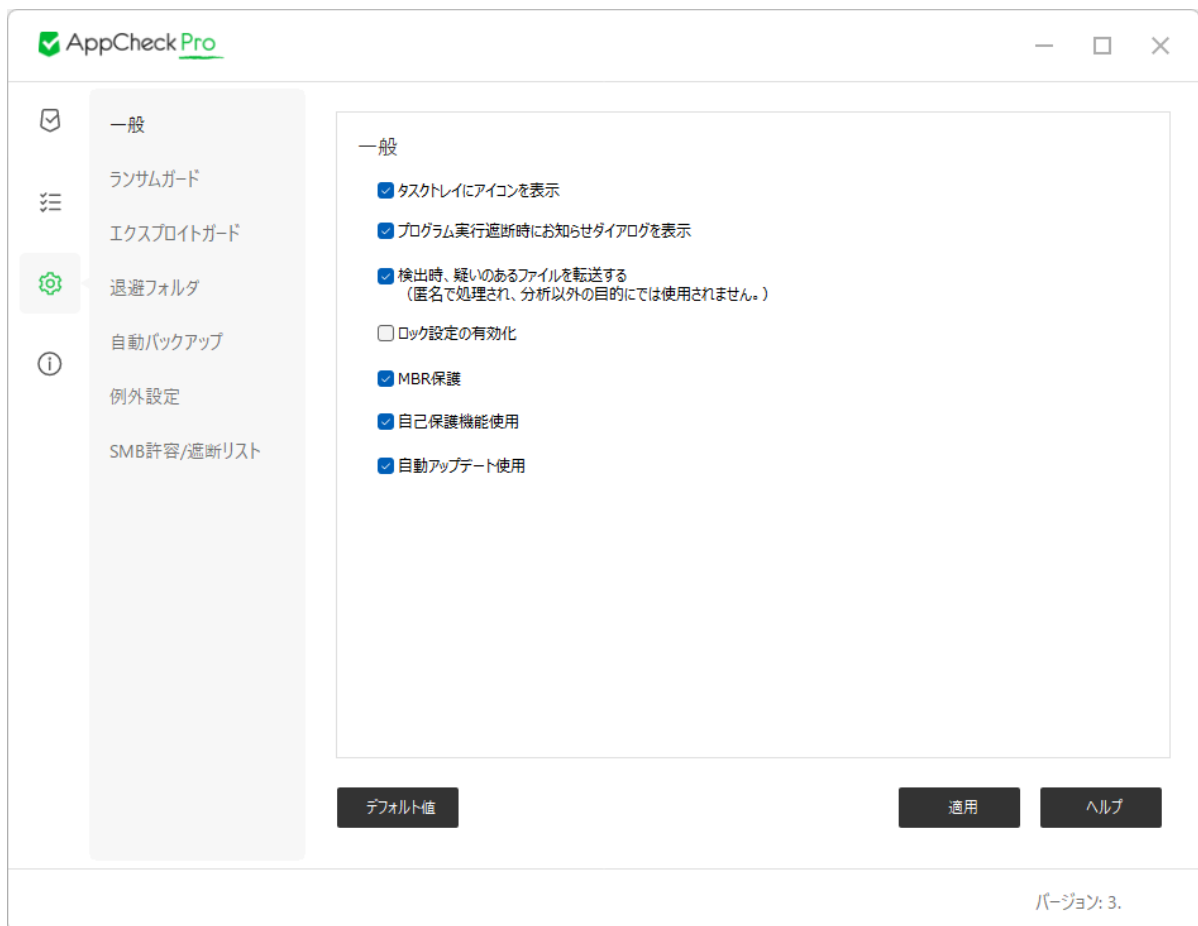 AppCheck Pro
一般
ランサムガード
エクスプロイトガード
退避フォルダ
自動バックアップ
例外設定
SMB許容/遮断リスト
一般
タスクトレイにアイコンを表示
プログラム実行遮断時にお知らせダイアログを表示
検出時、疑いのあるファイルを転送する
（匿名で処理され、分析以外の目的にでは使用されません。）
ロック設定の有効化
MBR保護
自己保護機能使用
自動アップデート使用
デフォルト値
適用
ヘルプ
バージョン: 3.